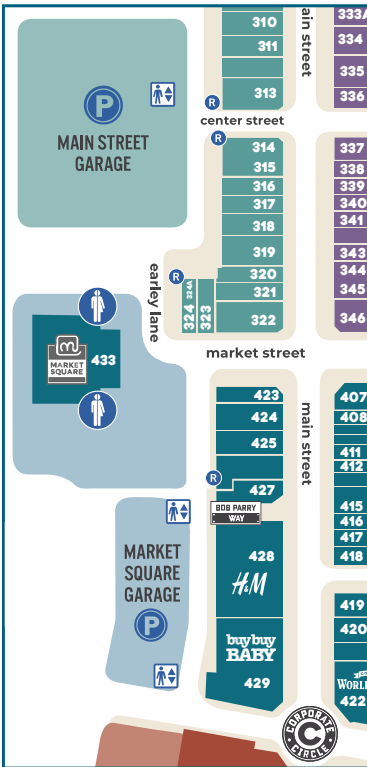 310
311
313
R
center street
R
P
MAIN STREET
GARAGE
333A
334
335
336
ain street
314
315
316
317
318
319
320
321
322
R
324
324A
323
earley lane
337
338
339
340
341
343
344
345
346
market street
m
MARKET
SQUARE
433
423
424
425
427
R
BOB PARRY
WAY
main street
407
408
411
412
415
416
417
418
MARKET
SQUARE
GARAGE
P
428
H&M
buybuy
BABY
429
419
420
WORL
422
CORPORATE
C
CIRCLE